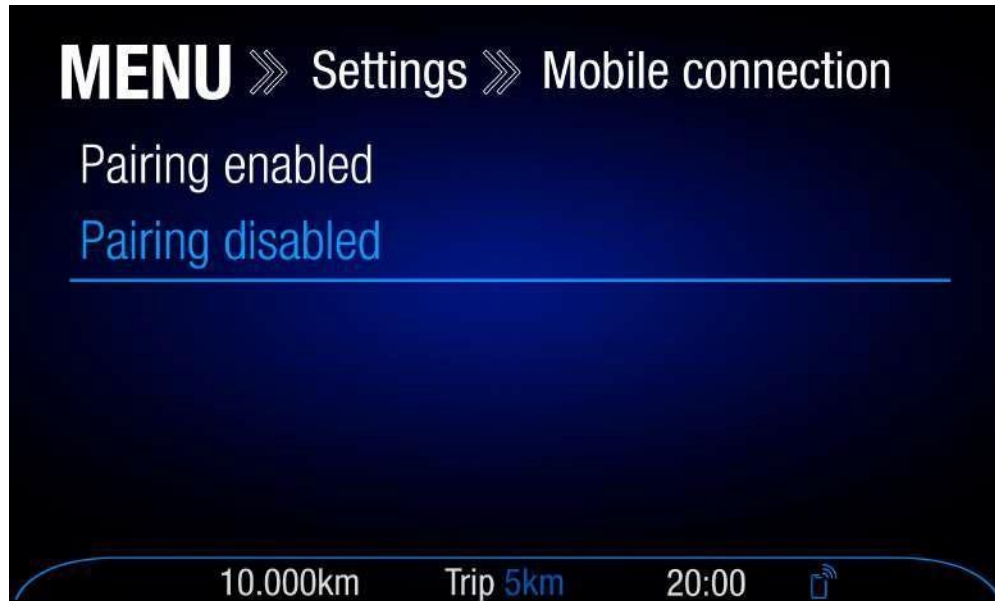 MENU Settings Mobile connection
Pairing enabled
Pairing disabled
10.000km Trip 5km 20:00